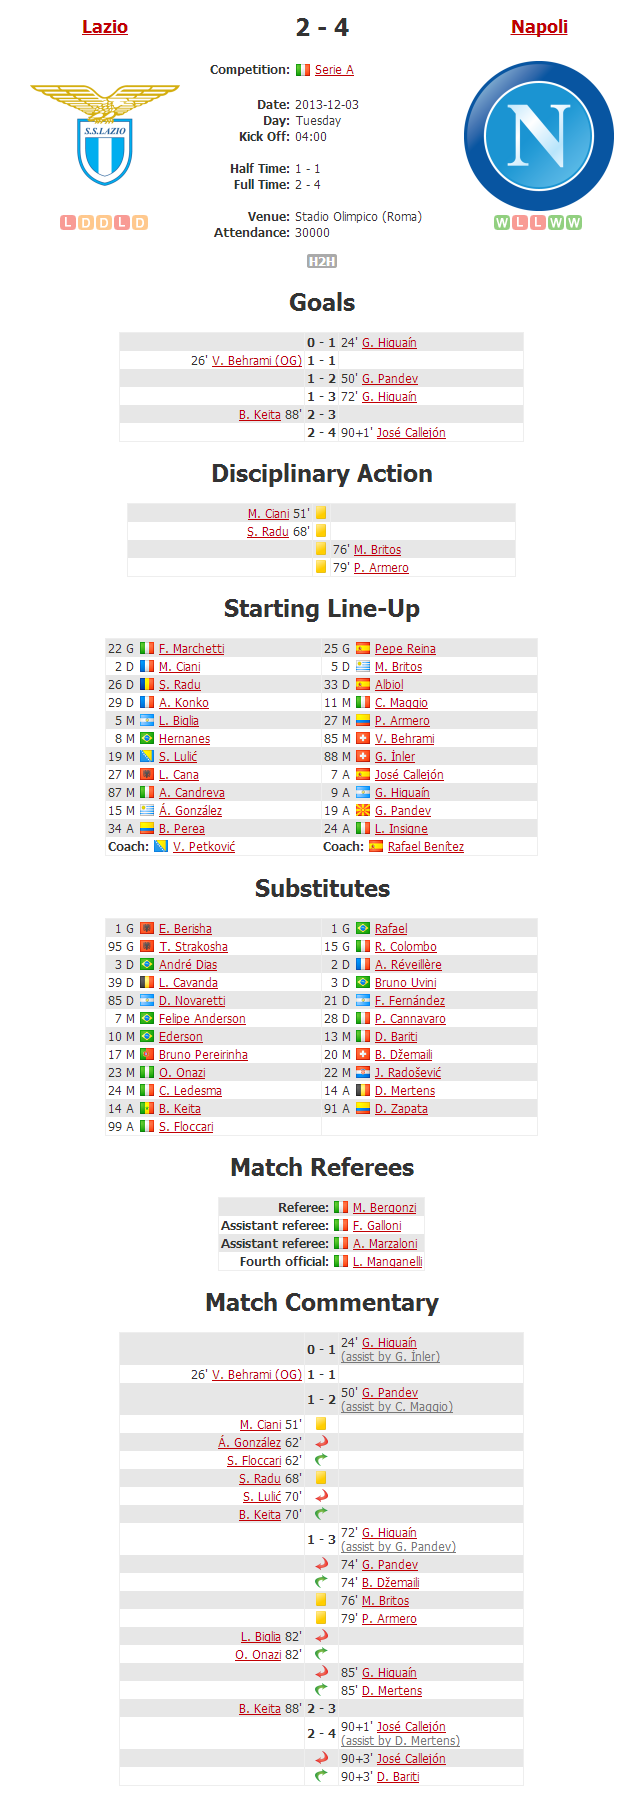 Lazio 2 - 4 Napoli
Competition: Serie A
S.S.LAZIO
N
Date: 2013-12-03
Day: Tuesday
Kick Off: 04:00
Half Time: 1 - 1
Full Time: 2 - 4
Venue: Stadio Olimpico (Roma)
Attendance: 30000
L D D L D
W L L W W
H2H
Goals
0 - 1 24' G. Higuaín
26' V. Behrami (OG) 1 - 1
1 - 2 50' G. Pandev
1 - 3 72' G. Higuaín
B. Keita 88' 2 - 3
2 - 4 90+1' José Callejón
Disciplinary Action
M. Ciani 51'
S. Radu 68'
76' M. Britos
79' P. Armero
Starting Line-Up
22 G F. Marchetti 25 G Pepe Reina
2 D M. Ciani 5 D M. Britos
26 D S. Radu 33 D Albiol
29 D A. Konko 11 M C. Maggio
5 M L. Biglia 27 M P. Armero
8 M Hernanes 85 M V. Behrami
19 M S. Lulić 88 M G. İnler
27 M L. Cana 7 A José Callejón
87 M A. Candreva 9 A G. Higuaín
15 M Á. González 19 A G. Pandev
34 A B. Perea 24 A L. Insigne
Coach: V. Petković Coach: Rafael Benítez
Substitutes
1 G E. Berisha 1 G Rafael
95 G T. Strakosha 15 G R. Colombo
3 D André Dias 2 D A. Réveillère
39 D L. Cavanda 3 D Bruno Uvini
85 D D. Novaretti 21 D F. Fernández
7 M Felipe Anderson 28 D P. Cannavaro
10 M Ederson 13 M D. Bariti
17 M Bruno Pereirinha 20 M B. Džemaili
23 M O. Onazi 22 M J. Radošević
24 M C. Ledesma 14 A D. Mertens
14 A B. Keita 91 A D. Zapata
99 A S. Floccari
Match Referees
Referee: M. Bergonzi
Assistant referee: F. Galloni
Assistant referee: A. Marzaloni
Fourth official: L. Manganelli
Match Commentary
0 - 1 24' G. Higuaín
(assist by G. İnler)
26' V. Behrami (OG) 1 - 1
1 - 2 50' G. Pandev
(assist by C. Maggio)
M. Ciani 51'
Á. González 62'
S. Floccari 62'
S. Radu 68'
S. Lulić 70'
B. Keita 70'
1 - 3 72' G. Higuaín
(assist by G. Pandev)
74' G. Pandev
74' B. Džemaili
76' M. Britos
79' P. Armero
L. Biglia 82'
O. Onazi 82'
85' G. Higuaín
85' D. Mertens
B. Keita 88' 2 - 3
2 - 4 90+1' José Callejón
(assist by D. Mertens)
90+3' José Callejón
90+3' D. Bariti